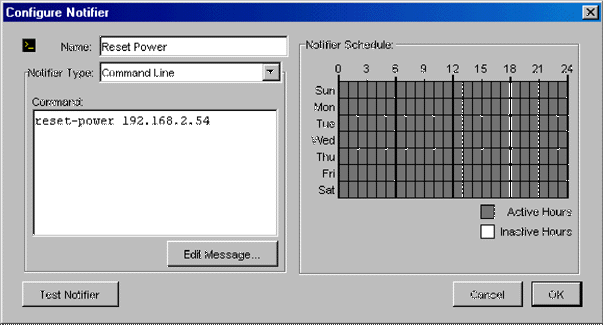 Configure Notifier
Name: Reset Power
Notifier Type: Command Line
Command:
reset-power 192.168.2.54
Edit Message...
Test Notifier
Notifier Schedule:
0 3 6 9 12 15 18 21 24
Sun
Mon
Tue
Wed
Thu
Fri
Sat
Active Hours
Inactive Hours
Cancel
OK